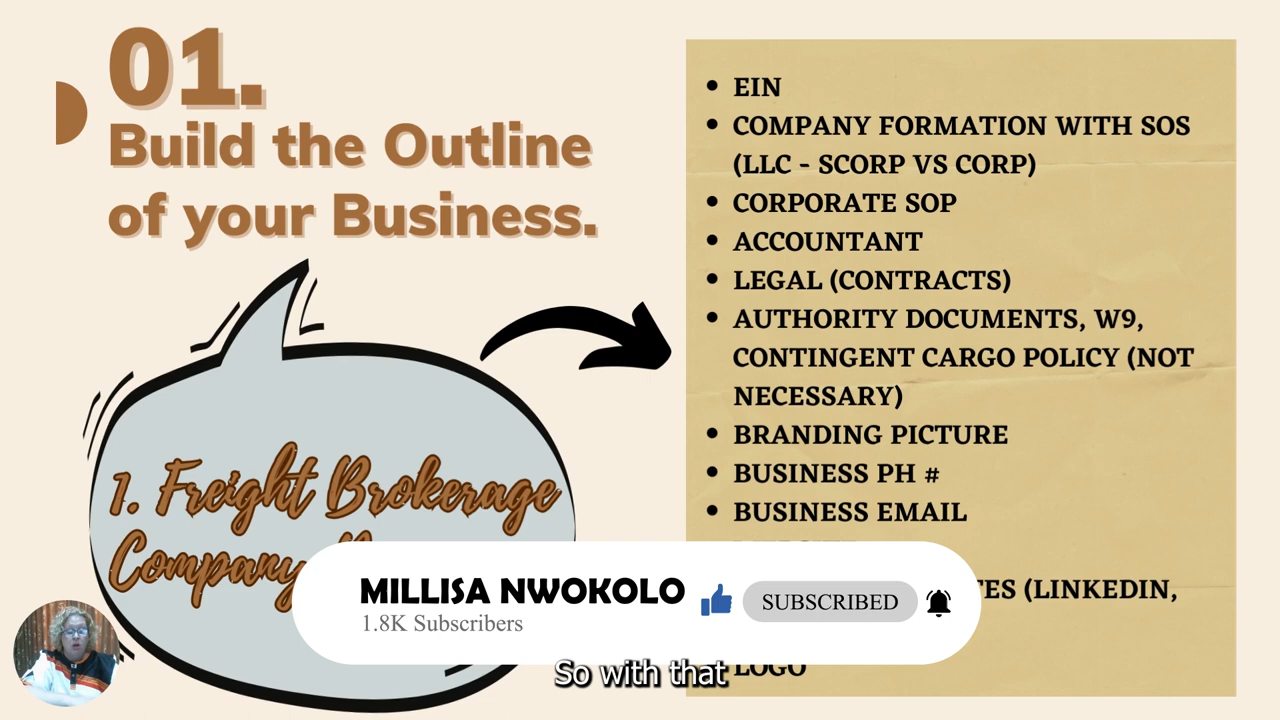 01.
Build the Outline
of your Business.
1. Freight Brokerage
Company
• EIN
• COMPANY FORMATION WITH SOS
(LLC - SCORP VS CORP)
• CORPORATE SOP
• ACCOUNTANT
• LEGAL (CONTRACTS)
• AUTHORITY DOCUMENTS, W9,
CONTINGENT CARGO POLICY (NOT
NECESSARY)
• BRANDING PICTURE
• BUSINESS PH #
• BUSINESS EMAIL
(LINKEDIN,
LOGO
MILLISA NWOKOLO
1.8K Subscribers
SUBSCRIBED
So with that